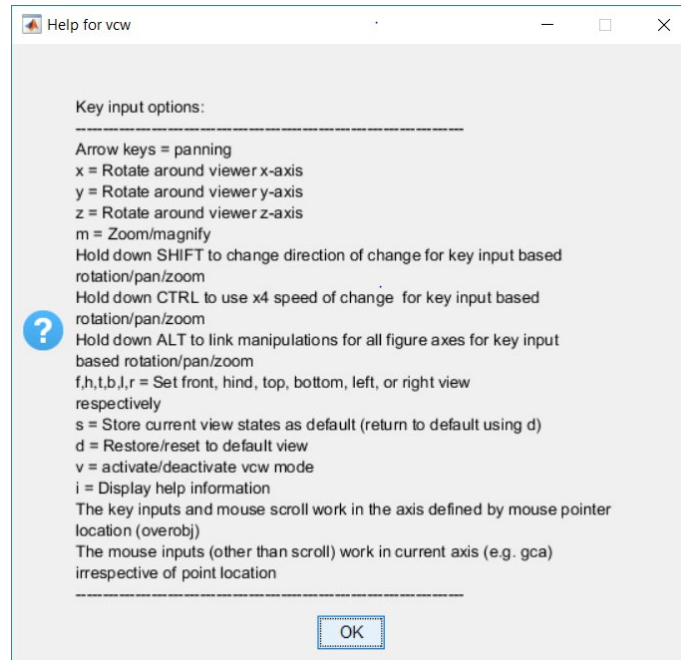 Help for vcw
Key input options:
--------------------------------------------------------------------------
Arrow keys = panning
x = Rotate around viewer x-axis
y = Rotate around viewer y-axis
z = Rotate around viewer z-axis
m = Zoom/magnify
Hold down SHIFT to change direction of change for key input based
rotation/pan/zoom
Hold down CTRL to use x4 speed of change  for key input based
rotation/pan/zoom
Hold down ALT to link manipulations for all figure axes for key input
based rotation/pan/zoom
f,h,t,b,l,r = Set front, hind, top, bottom, left, or right view
respectively
s = Store current view states as default (return to default using d)
d = Restore/reset to default view
v = activate/deactivate vcw mode
i = Display help information
The key inputs and mouse scroll work in the axis defined by mouse pointer
location (overobj)
The mouse inputs (other than scroll) work in current axis (e.g. gca)
irrespective of point location
--------------------------------------------------------------------------
OK